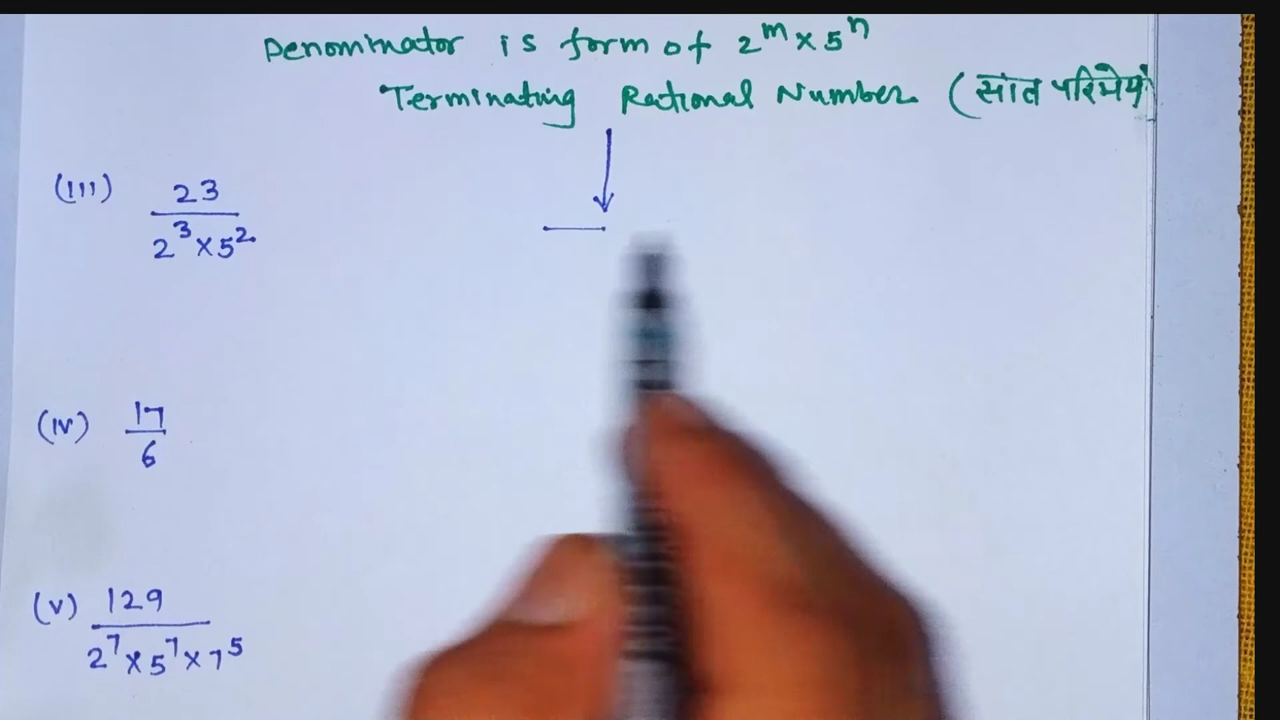 Denominator is form of 2^m × 5^n
Terminating Rational Number (सांत परिमेय)
(III) 23
2^3 × 5^2
(IV) 17
6
(V) 129
2^7 × 5^7 × 7^5